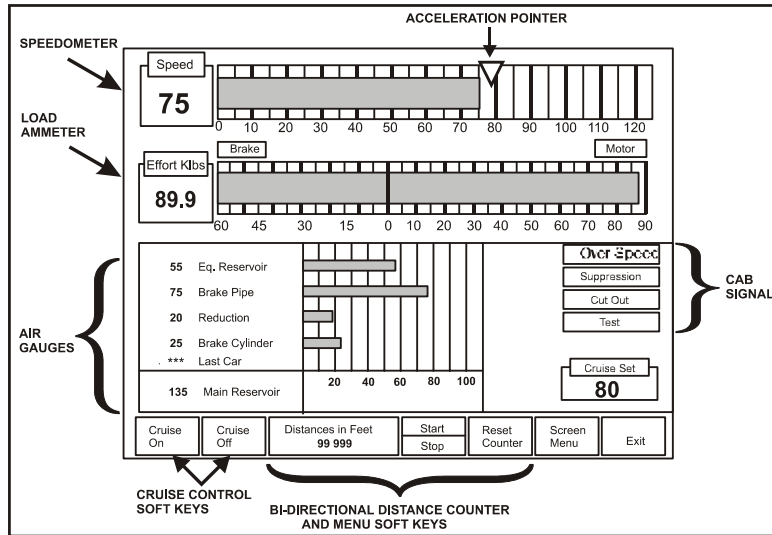 ACCELERATION POINTER
SPEEDOMETER
Speed
75
0 10 20 30 40 50 60 70 80 90 100 110 120
LOAD
AMMETER
Brake
Motor
Effort Klbs
89.9
60 45 30 15 0 10 20 30 40 50 60 70 80 90
AIR
GAUGES
55 Eq. Reservoir
75 Brake Pipe
20 Reduction
25 Brake Cylinder
. *** Last Car
20 40 60 80 100
135 Main Reservoir
Over Speed
Suppression
Cut Out
Test
CAB
SIGNAL
Cruise Set
80
Cruise
On
Cruise
Off
Distances in Feet
99 999
Start
Stop
Reset
Counter
Screen
Menu
Exit
CRUISE CONTROL
SOFT KEYS
BI-DIRECTIONAL DISTANCE COUNTER
AND MENU SOFT KEYS